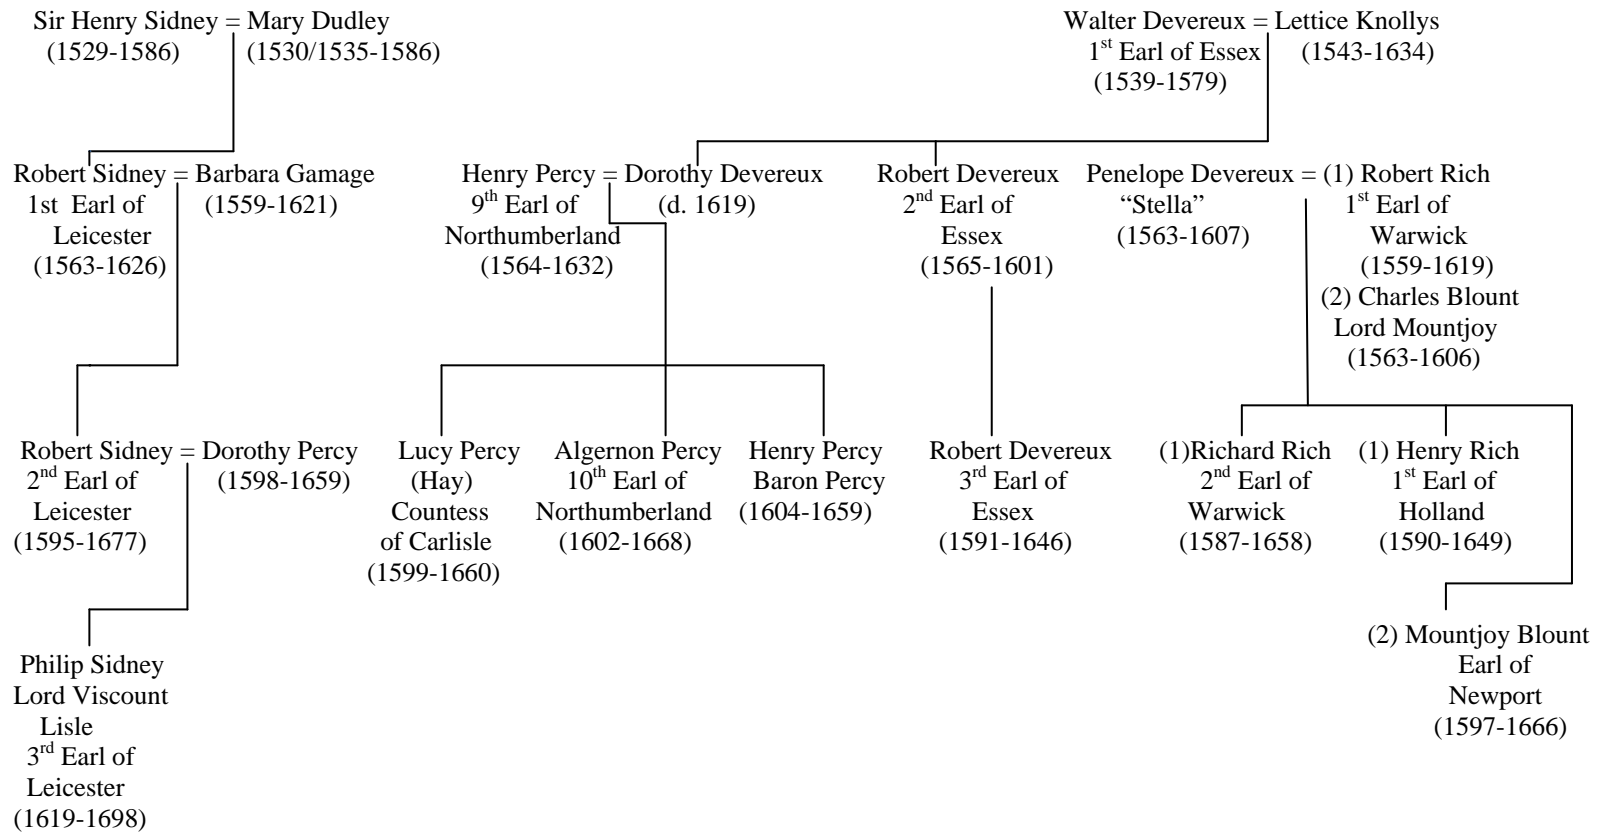 Sir Henry Sidney = Mary Dudley
(1529-1586) (1530/1535-1586)
Walter Devereux = Lettice Knollys
1st Earl of Essex (1543-1634)
(1539-1579)
Robert Sidney = Barbara Gamage
1st Earl of (1559-1621)
Leicester
(1563-1626)
Henry Percy = Dorothy Devereux
9th Earl of (d. 1619)
Northumberland
(1564-1632)
Robert Devereux
2nd Earl of
Essex
(1565-1601)
Penelope Devereux = (1) Robert Rich
“Stella” 1st Earl of
(1563-1607) Warwick
(1559-1619)
(2) Charles Blount
Lord Mountjoy
(1563-1606)
Robert Sidney = Dorothy Percy
2nd Earl of (1598-1659)
Leicester
(1595-1677)
Lucy Percy
(Hay)
Countess
of Carlisle
(1599-1660)
Algernon Percy
10th Earl of
Northumberland
(1602-1668)
Henry Percy
Baron Percy
(1604-1659)
Robert Devereux
3rd Earl of
Essex
(1591-1646)
(1)Richard Rich
2nd Earl of
Warwick
(1587-1658)
(1) Henry Rich
1st Earl of
Holland
(1590-1649)
(2) Mountjoy Blount
Earl of
Newport
(1597-1666)
Philip Sidney
Lord Viscount
Lisle
3rd Earl of
Leicester
(1619-1698)